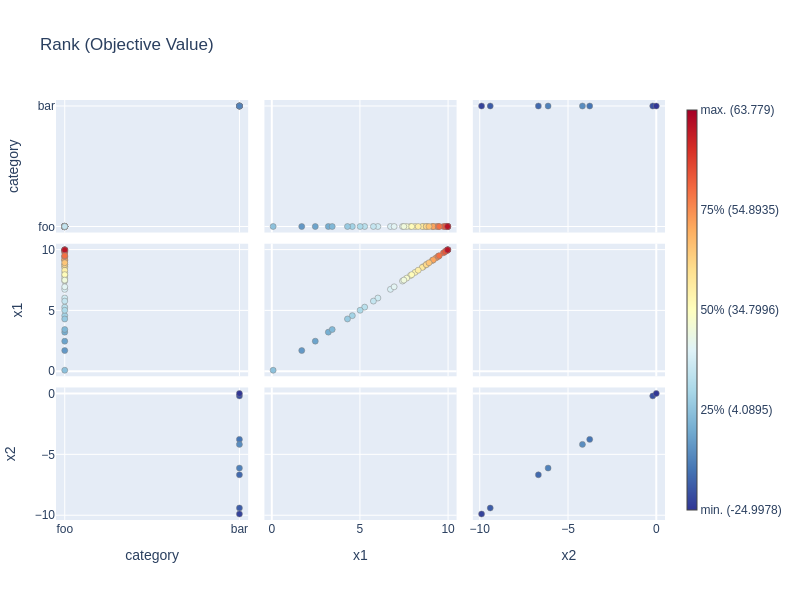 Rank (Objective Value)
bar
foo
category
max. (63.779)
75% (54.8935)
50% (34.7996)
25% (4.0895)
min. (-24.9978)
10
5
0
x1
0
−5
−10
x2
foo
bar
0
5
10
−10
−5
0
category
x1
x2